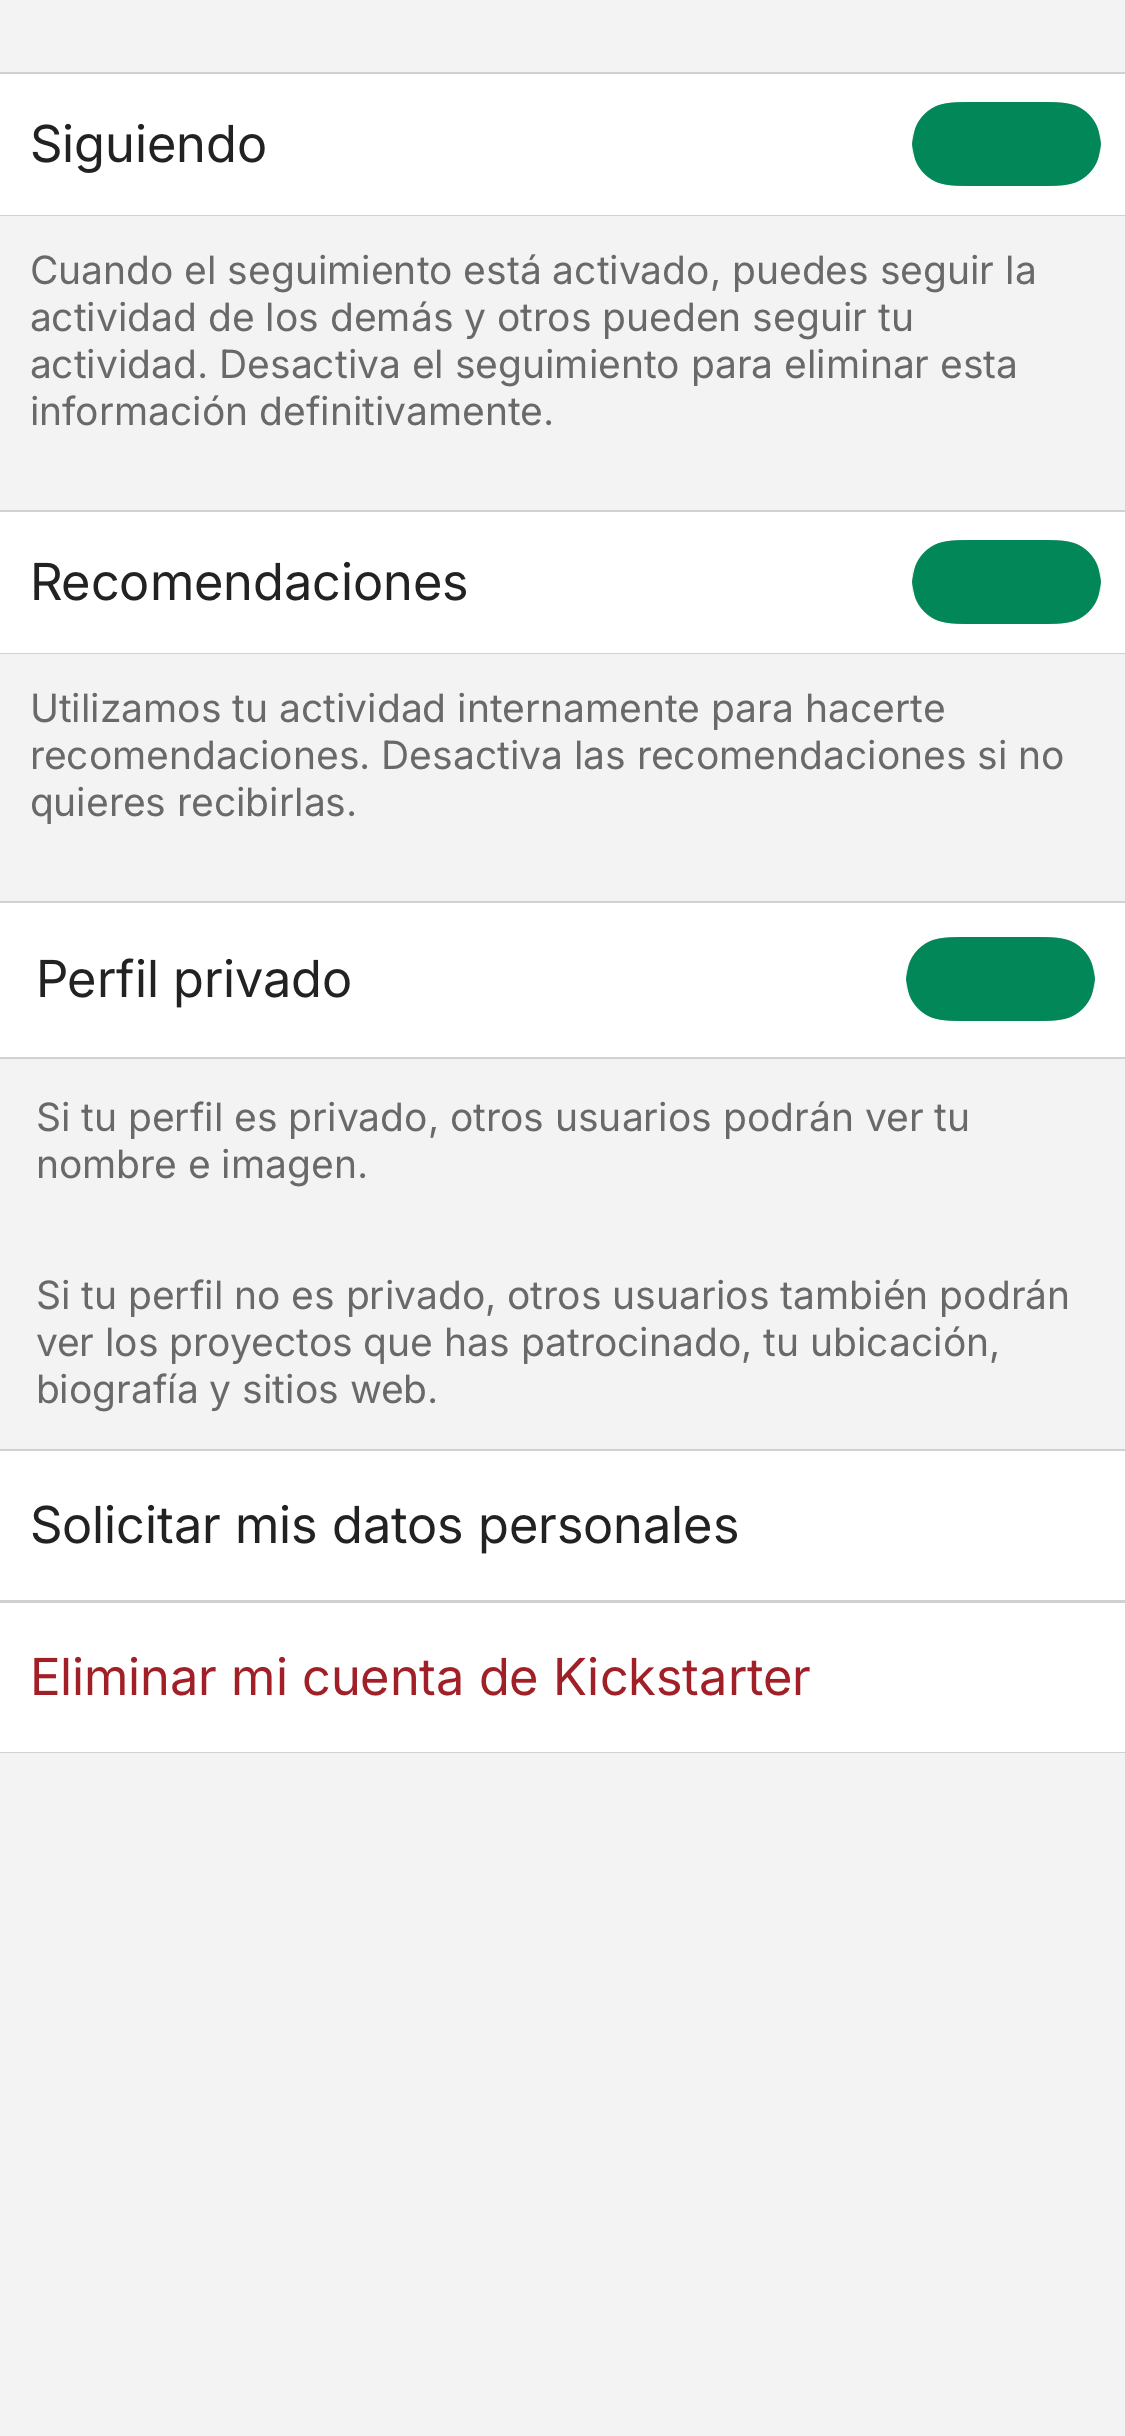 Siguiendo
Cuando el seguimiento está activado, puedes seguir la
actividad de los demás y otros pueden seguir tu
actividad. Desactiva el seguimiento para eliminar esta
información definitivamente.
Recomendaciones
Utilizamos tu actividad internamente para hacerte
recomendaciones. Desactiva las recomendaciones si no
quieres recibirlas.
Perfil privado
Si tu perfil es privado, otros usuarios podrán ver tu
nombre e imagen.
Si tu perfil no es privado, otros usuarios también podrán
ver los proyectos que has patrocinado, tu ubicación,
biografía y sitios web.
Solicitar mis datos personales
Eliminar mi cuenta de Kickstarter